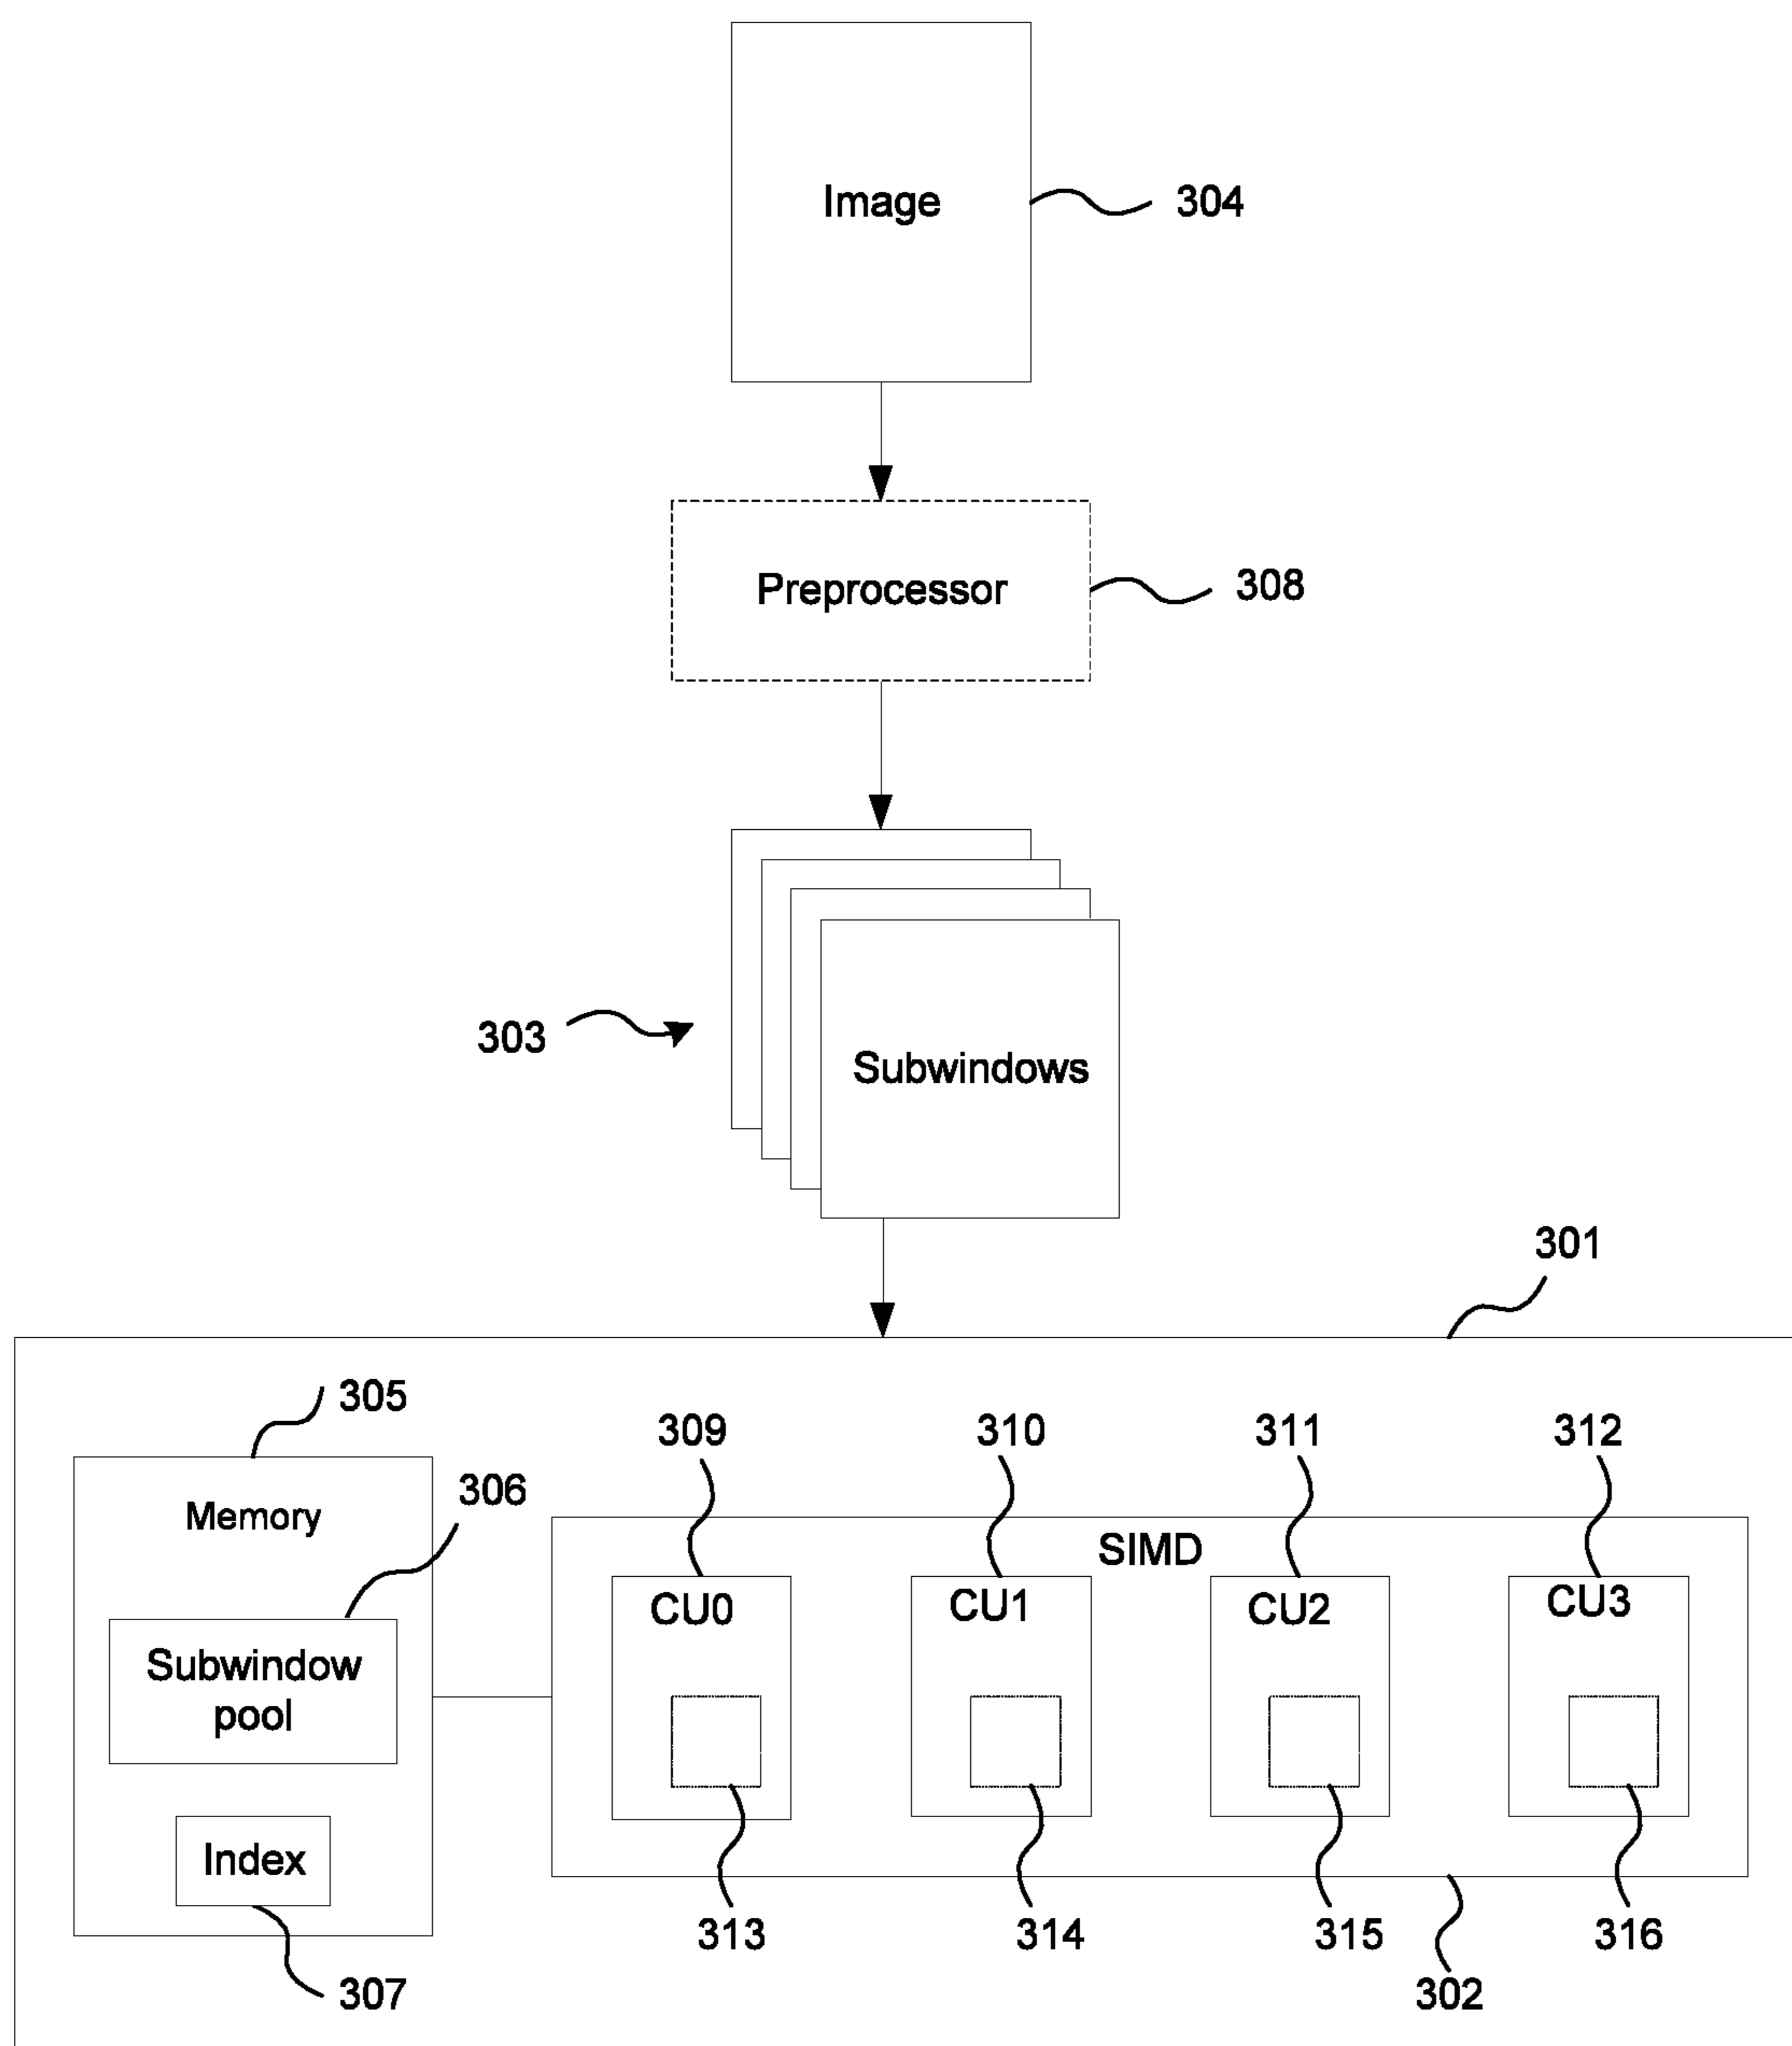 Image
304
Preprocessor
308
303
Subwindows
301
305
Memory
306
Subwindow
pool
Index
307
309
310
311
312
SIMD
CU0
CU1
CU2
CU3
313
314
315
316
302